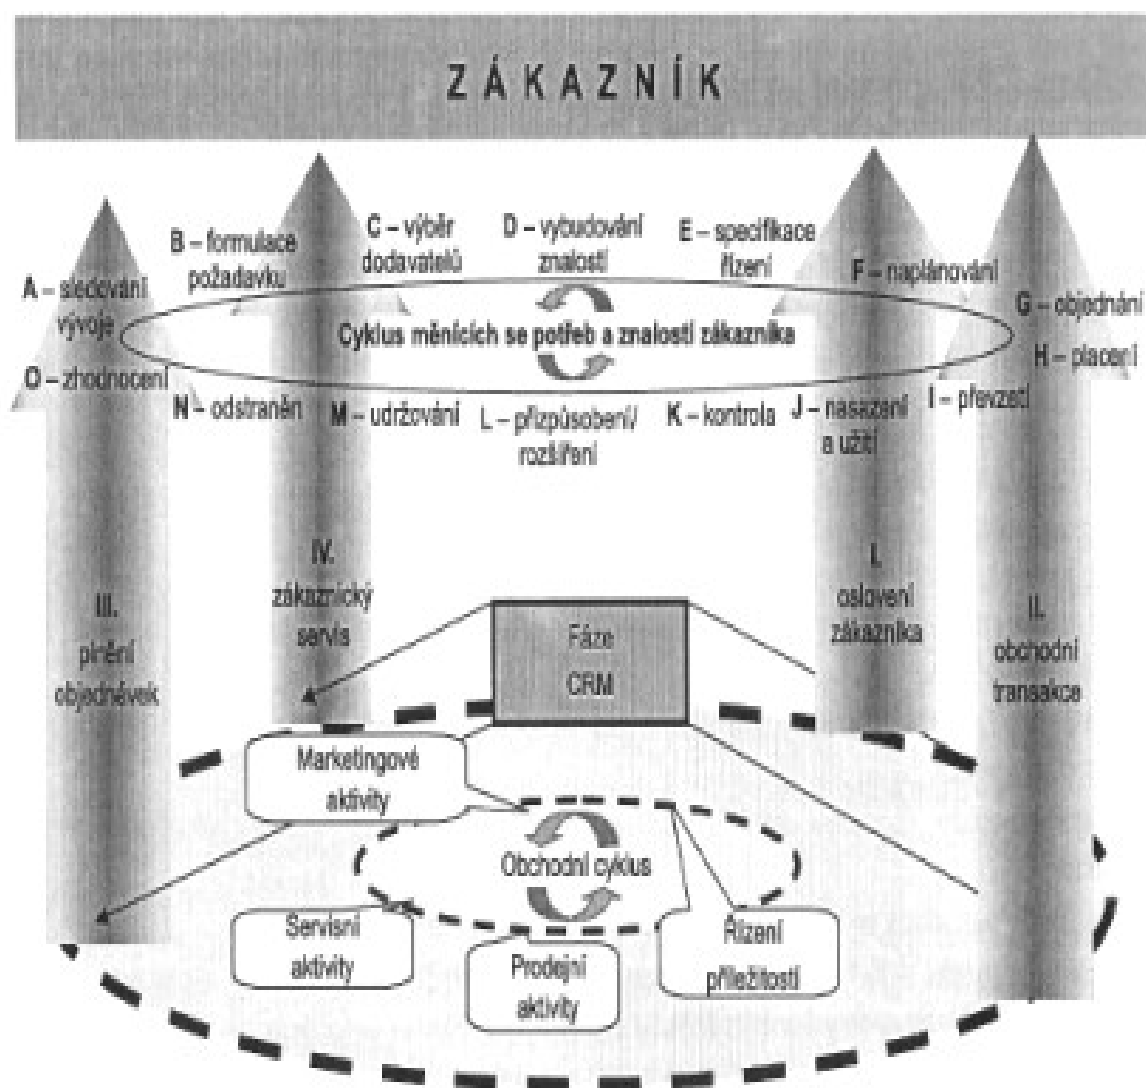 ZÁKAZNÍK
A – sledování
vývoje
B – formulace
požadavku
C – výběr
dodavatelů
D – vybudování
znalostí
E – specifikace
řízení
F – naplánování
G – objednání
H – placení
I – převzetí
J – nasazení
a užití
K – kontrola
L – přizpůsobení/
rozšíření
M – udržování
N – odstraněn
O – zhodnocení
Cyklus měnících se potřeb a znalostí zákazníka
III.
plnění
objednávek
IV.
zákaznický
servis
I.
oslovení
zákazníka
II.
obchodní
transakce
Fáze
CRM
Marketingové
aktivity
Obchodní cyklus
Servisní
aktivity
Prodejní
aktivity
Řízení
příležitostí